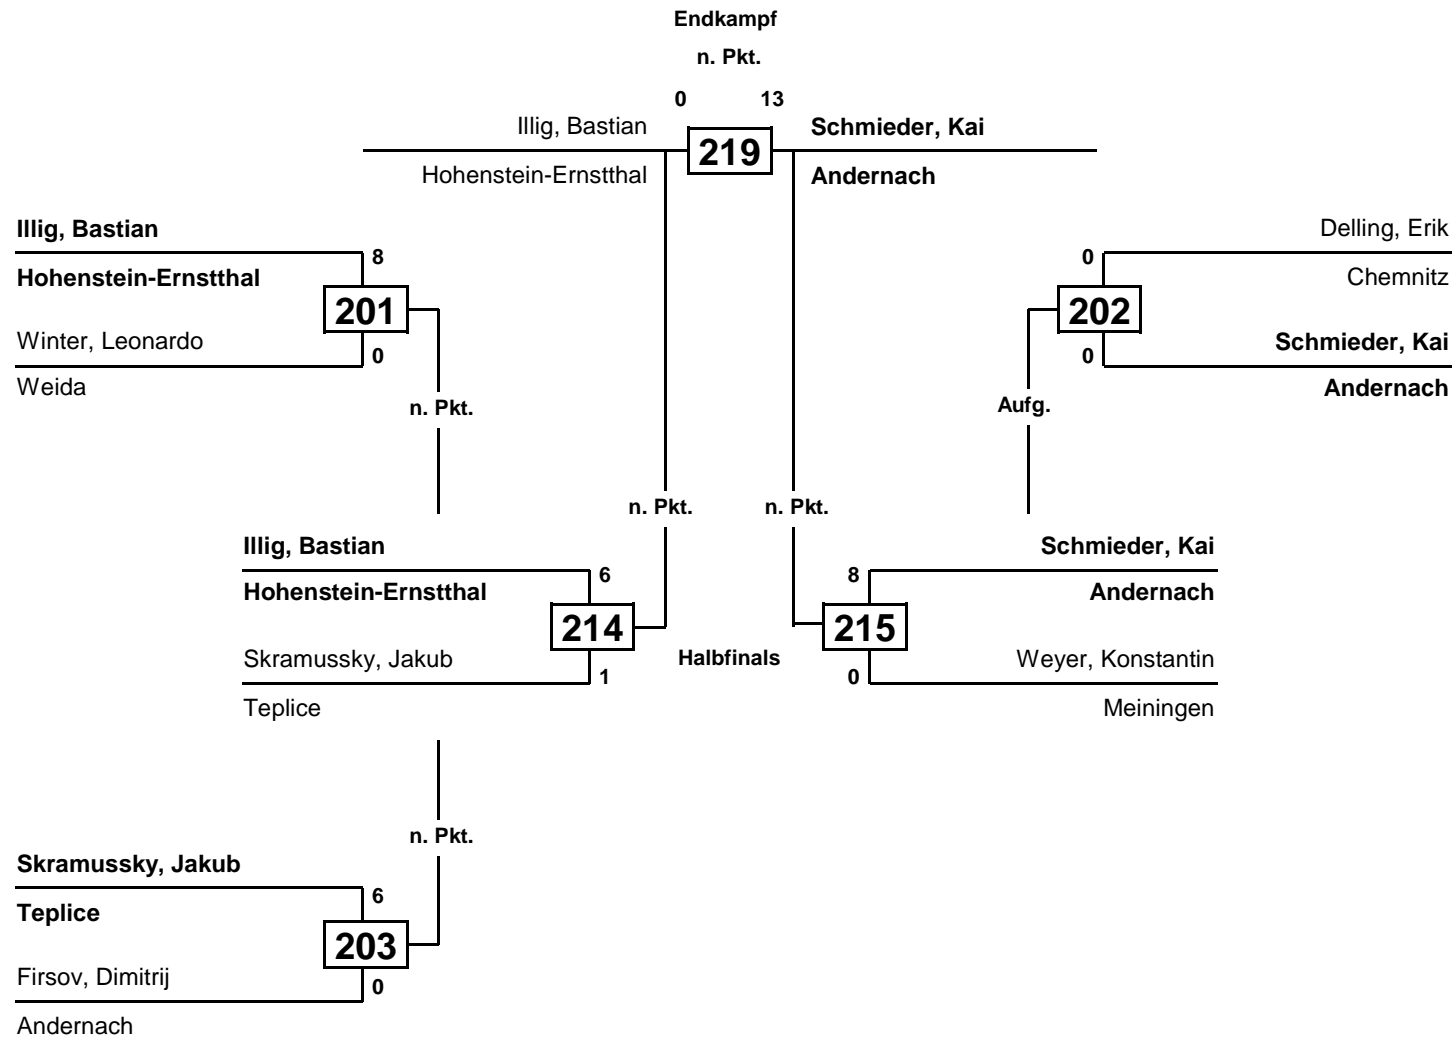 Endkampf
n. Pkt.
0 13
Illig, Bastian 219 Schmieder, Kai
Hohenstein-Ernstthal Andernach
Illig, Bastian
8
Hohenstein-Ernstthal
201
Winter, Leonardo
0
Weida
n. Pkt.
Delling, Erik
0
Chemnitz
202
Schmieder, Kai
0
Andernach
Aufg.
n. Pkt. n. Pkt.
Illig, Bastian
6
Hohenstein-Ernstthal
214
Skramussky, Jakub
1
Teplice
Halbfinals
Schmieder, Kai
8
Andernach
215
Weyer, Konstantin
0
Meiningen
n. Pkt.
Skramussky, Jakub
6
Teplice
203
Firsov, Dimitrij
0
Andernach